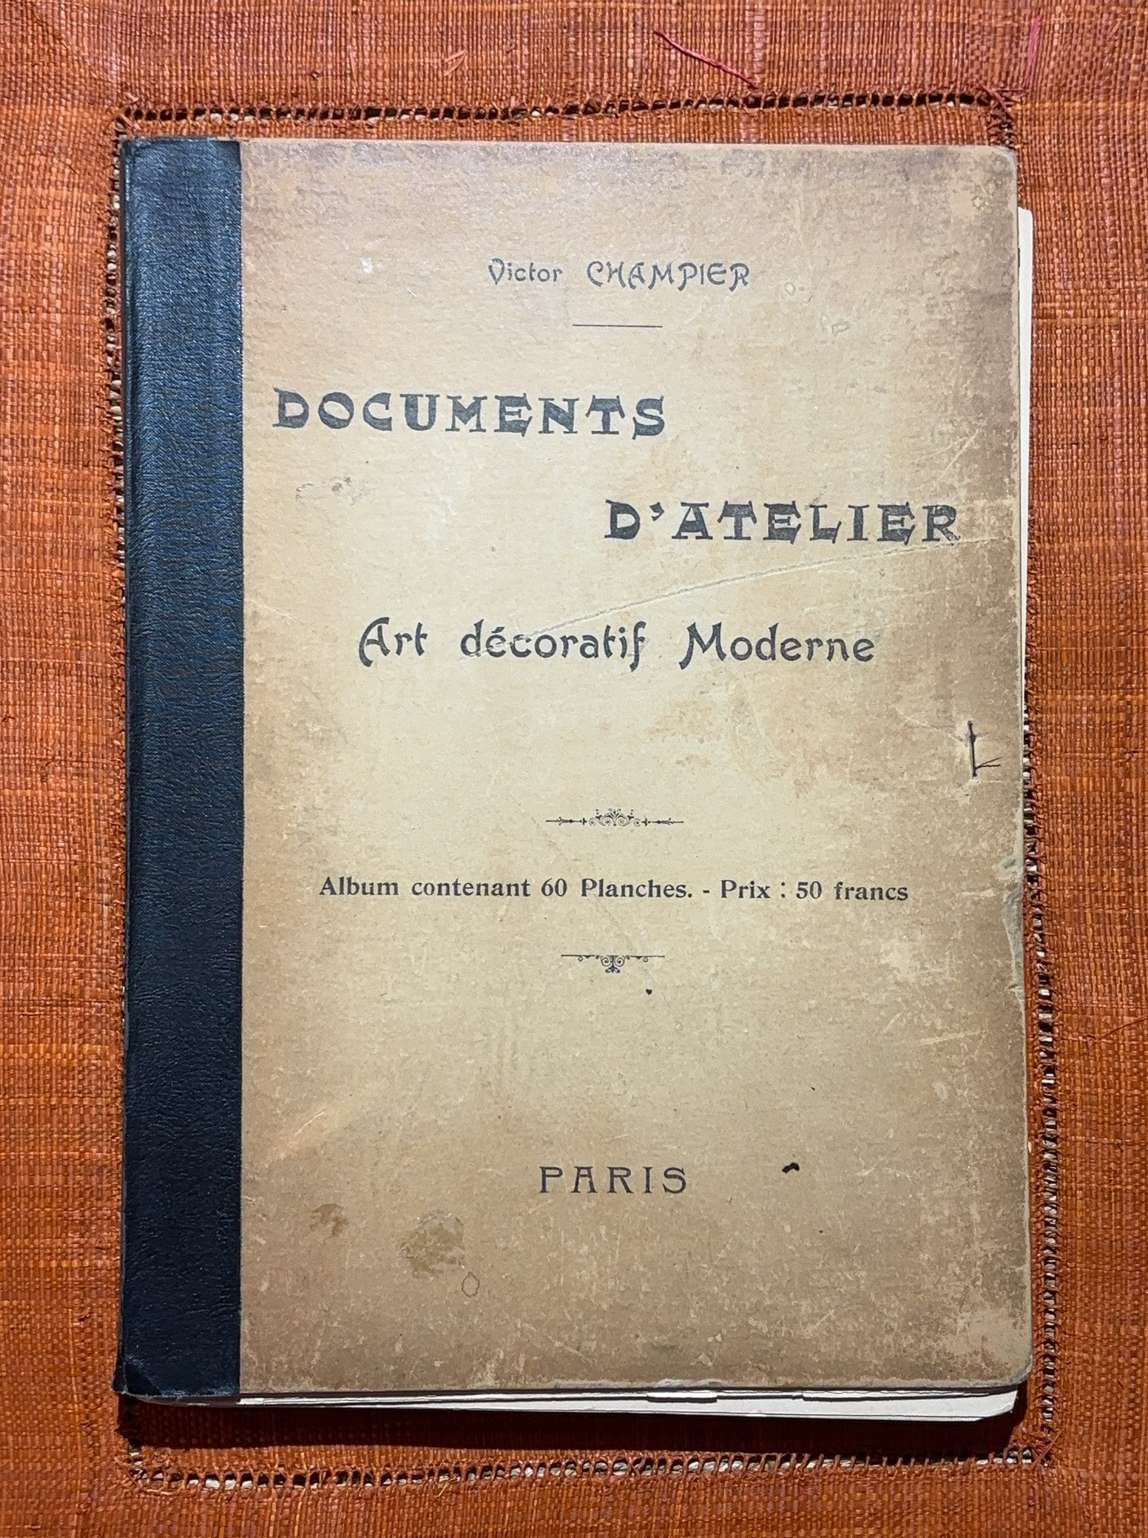 Victor CHAMPIER
DOCUMENTS
D'ATELIER
Art décoratif Moderne
Album contenant 60 Planches. - Prix : 50 francs
PARIS